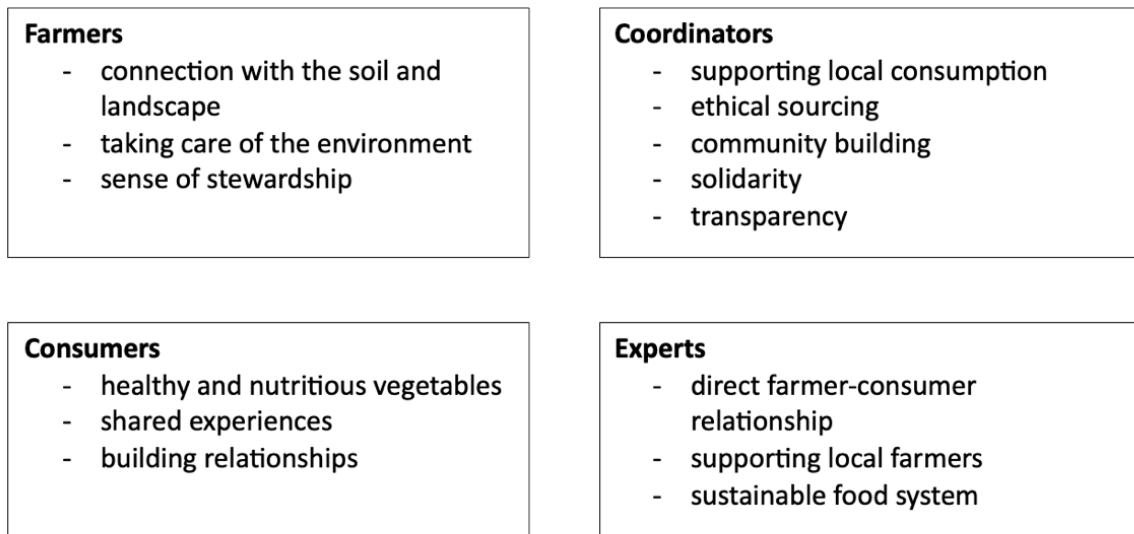 Farmers
- connection with the soil and
landscape
- taking care of the environment
- sense of stewardship
Coordinators
- supporting local consumption
- ethical sourcing
- community building
- solidarity
- transparency
Consumers
- healthy and nutritious vegetables
- shared experiences
- building relationships
Experts
- direct farmer-consumer
relationship
- supporting local farmers
- sustainable food system